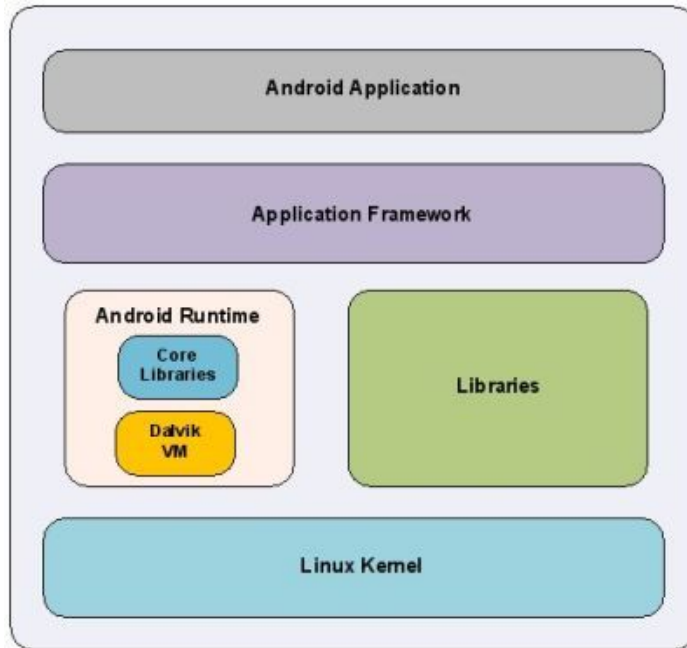 Android Application
Application Framework
Android Runtime
Core
Libraries
Dalvik
VM
Libraries
Linux Kernel